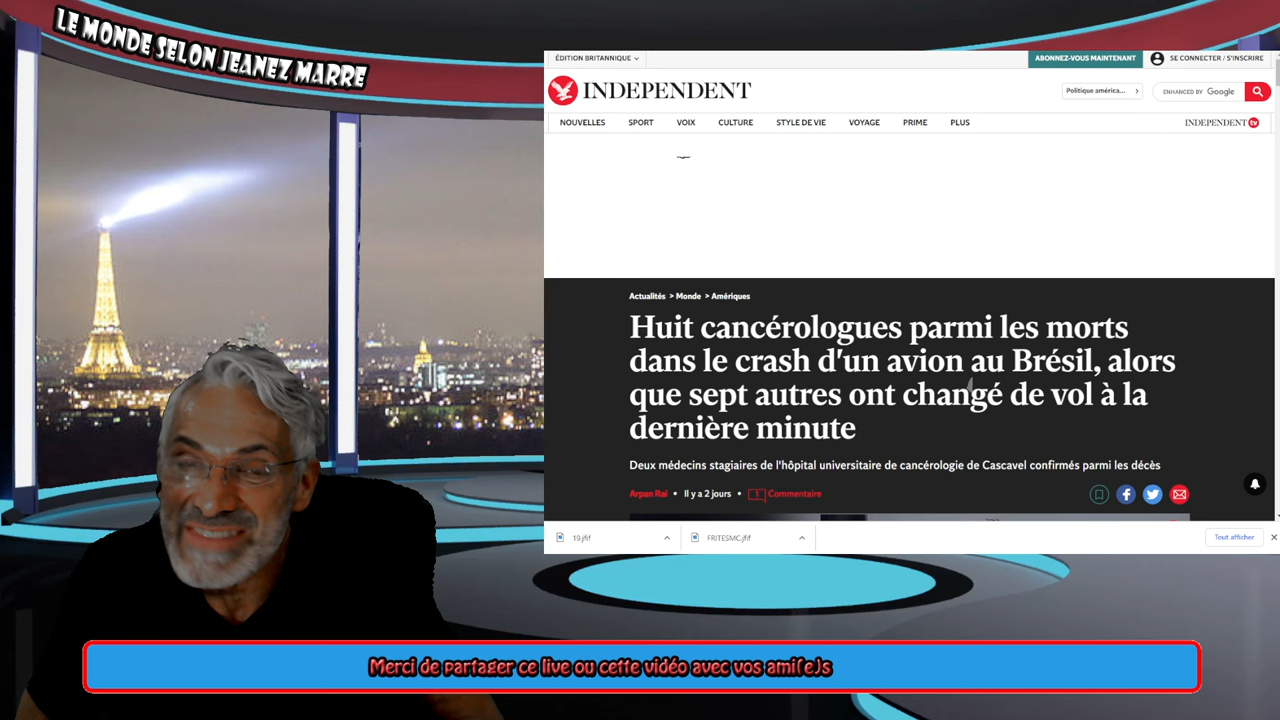 LE MONDE SELON JEANEZ MARRE
ÉDITION BRITANNIQUE
ABONNEZ-VOUS MAINTENANT
SE CONNECTER / S'INSCRIRE
INDEPENDENT
Politique américa...
ENHANCED BY Google
NOUVELLES SPORT VOIX CULTURE STYLE DE VIE VOYAGE PRIME PLUS
INDEPENDENT tv
Actualités > Monde > Amériques
Huit cancérologues parmi les morts
dans le crash d'un avion au Brésil, alors
que sept autres ont changé de vol à la
dernière minute
Deux médecins stagiaires de l'hôpital universitaire de cancérologie de Cascavel confirmés parmi les décès
Arpan Rai • Il y a 2 jours • 1 Commentaire
19.jfif
FRITESMC.jfif
Tout afficher
Merci de partager ce live ou cette vidéo avec vos ami(e)s